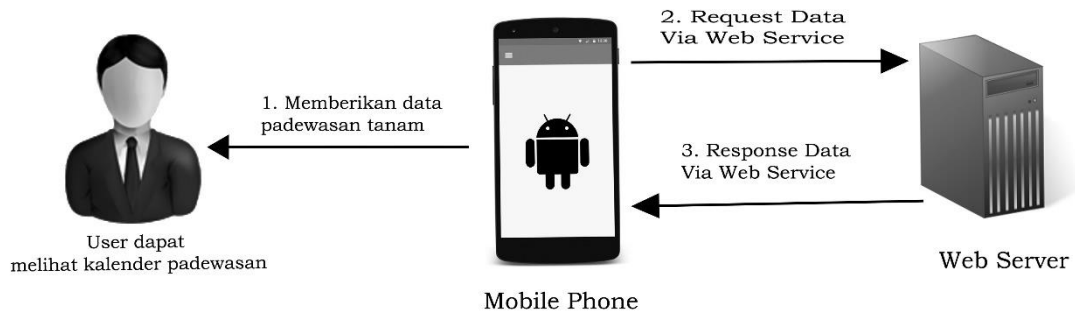 2. Request Data
Via Web Service
1. Memberikan data
padewasan tanam
3. Response Data
Via Web Service
User dapat
melihat kalender padewasan
Web Server
Mobile Phone